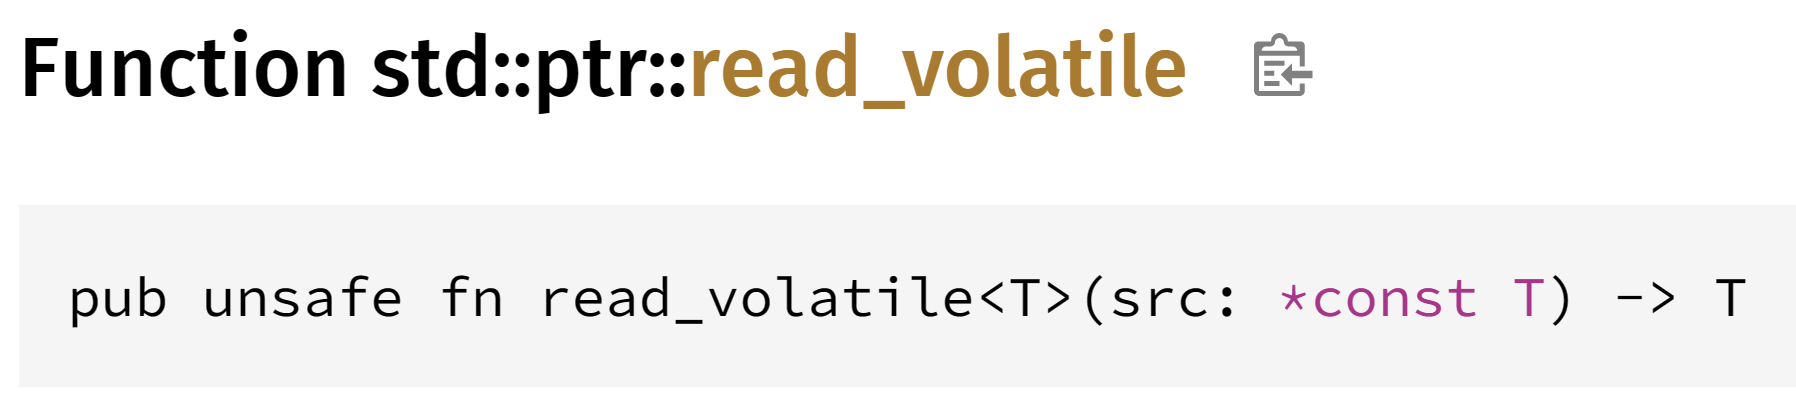 Function std::ptr::read_volatile
pub unsafe fn read_volatile<T>(src: *const T) -> T